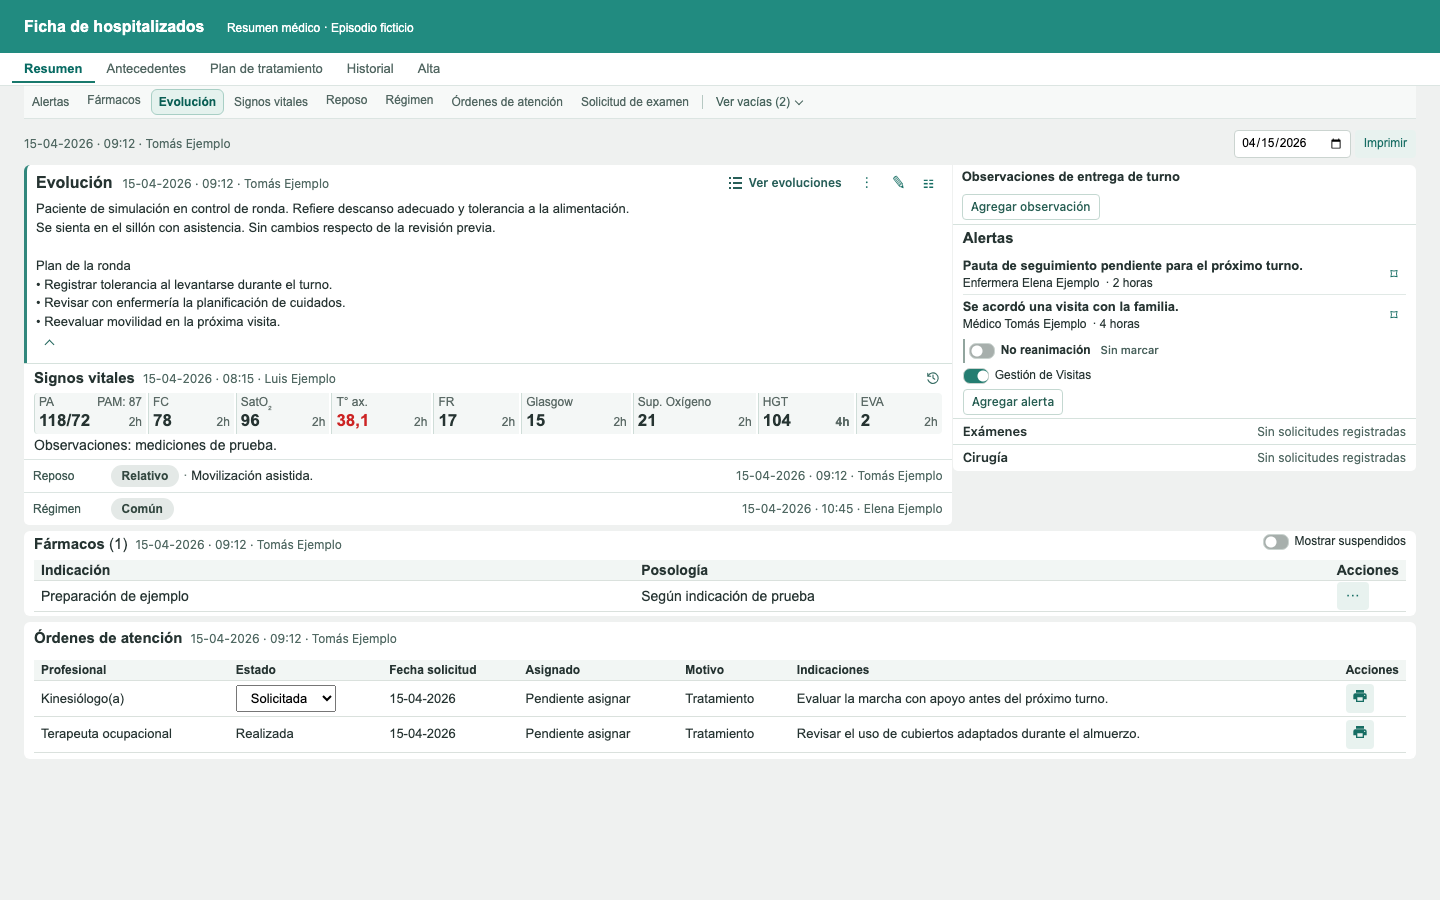 Ficha de hospitalizados Resumen médico · Episodio ficticio
Resumen Antecedentes Plan de tratamiento Historial Alta
Alertas Fármacos Evolución Signos vitales Reposo Régimen Órdenes de atención Solicitud de examen Ver vacías (2)
15-04-2026 · 09:12 · Tomás Ejemplo
04/15/2026 Imprimir
Evolución 15-04-2026 · 09:12 · Tomás Ejemplo Ver evoluciones
Paciente de simulación en control de ronda. Refiere descanso adecuado y tolerancia a la alimentación.
Se sienta en el sillón con asistencia. Sin cambios respecto de la revisión previa.
Plan de la ronda
• Registrar tolerancia al levantarse durante el turno.
• Revisar con enfermería la planificación de cuidados.
• Reevaluar movilidad en la próxima visita.
Signos vitales 15-04-2026 · 08:15 · Luis Ejemplo
PA PAM: 87 FC SatO₂ T° ax. FR Glasgow Sup. Oxígeno HGT EVA
118/72 2h 78 2h 96 2h 38,1 2h 17 2h 15 2h 21 2h 104 4h 2 2h
Observaciones: mediciones de prueba.
Reposo Relativo · Movilización asistida. 15-04-2026 · 09:12 · Tomás Ejemplo
Régimen Común 15-04-2026 · 10:45 · Elena Ejemplo
Observaciones de entrega de turno
Agregar observación
Alertas
Pauta de seguimiento pendiente para el próximo turno.
Enfermera Elena Ejemplo · 2 horas
Se acordó una visita con la familia.
Médico Tomás Ejemplo · 4 horas
No reanimación Sin marcar
Gestión de Visitas
Agregar alerta
Exámenes Sin solicitudes registradas
Cirugía Sin solicitudes registradas
Fármacos (1) 15-04-2026 · 09:12 · Tomás Ejemplo Mostrar suspendidos
Indicación Posología Acciones
Preparación de ejemplo Según indicación de prueba ...
Órdenes de atención 15-04-2026 · 09:12 · Tomás Ejemplo
Profesional Estado Fecha solicitud Asignado Motivo Indicaciones Acciones
Kinesiólogo(a) Solicitada 15-04-2026 Pendiente asignar Tratamiento Evaluar la marcha con apoyo antes del próximo turno.
Terapeuta ocupacional Realizada 15-04-2026 Pendiente asignar Tratamiento Revisar el uso de cubiertos adaptados durante el almuerzo.